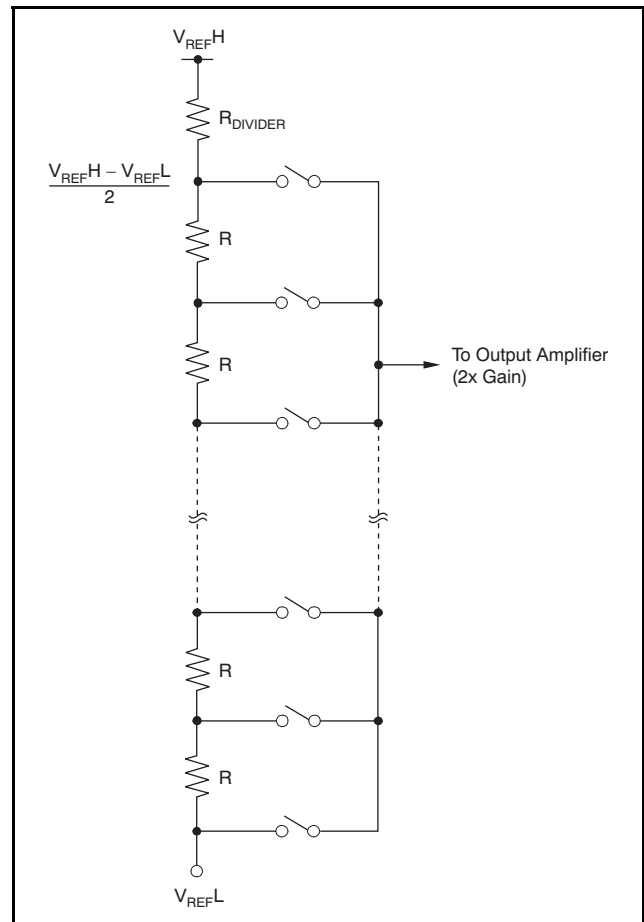 VREFH
RDIVIDER
VREFH – VREFL
2
R
R
To Output Amplifier
(2x Gain)
R
R
VREFL